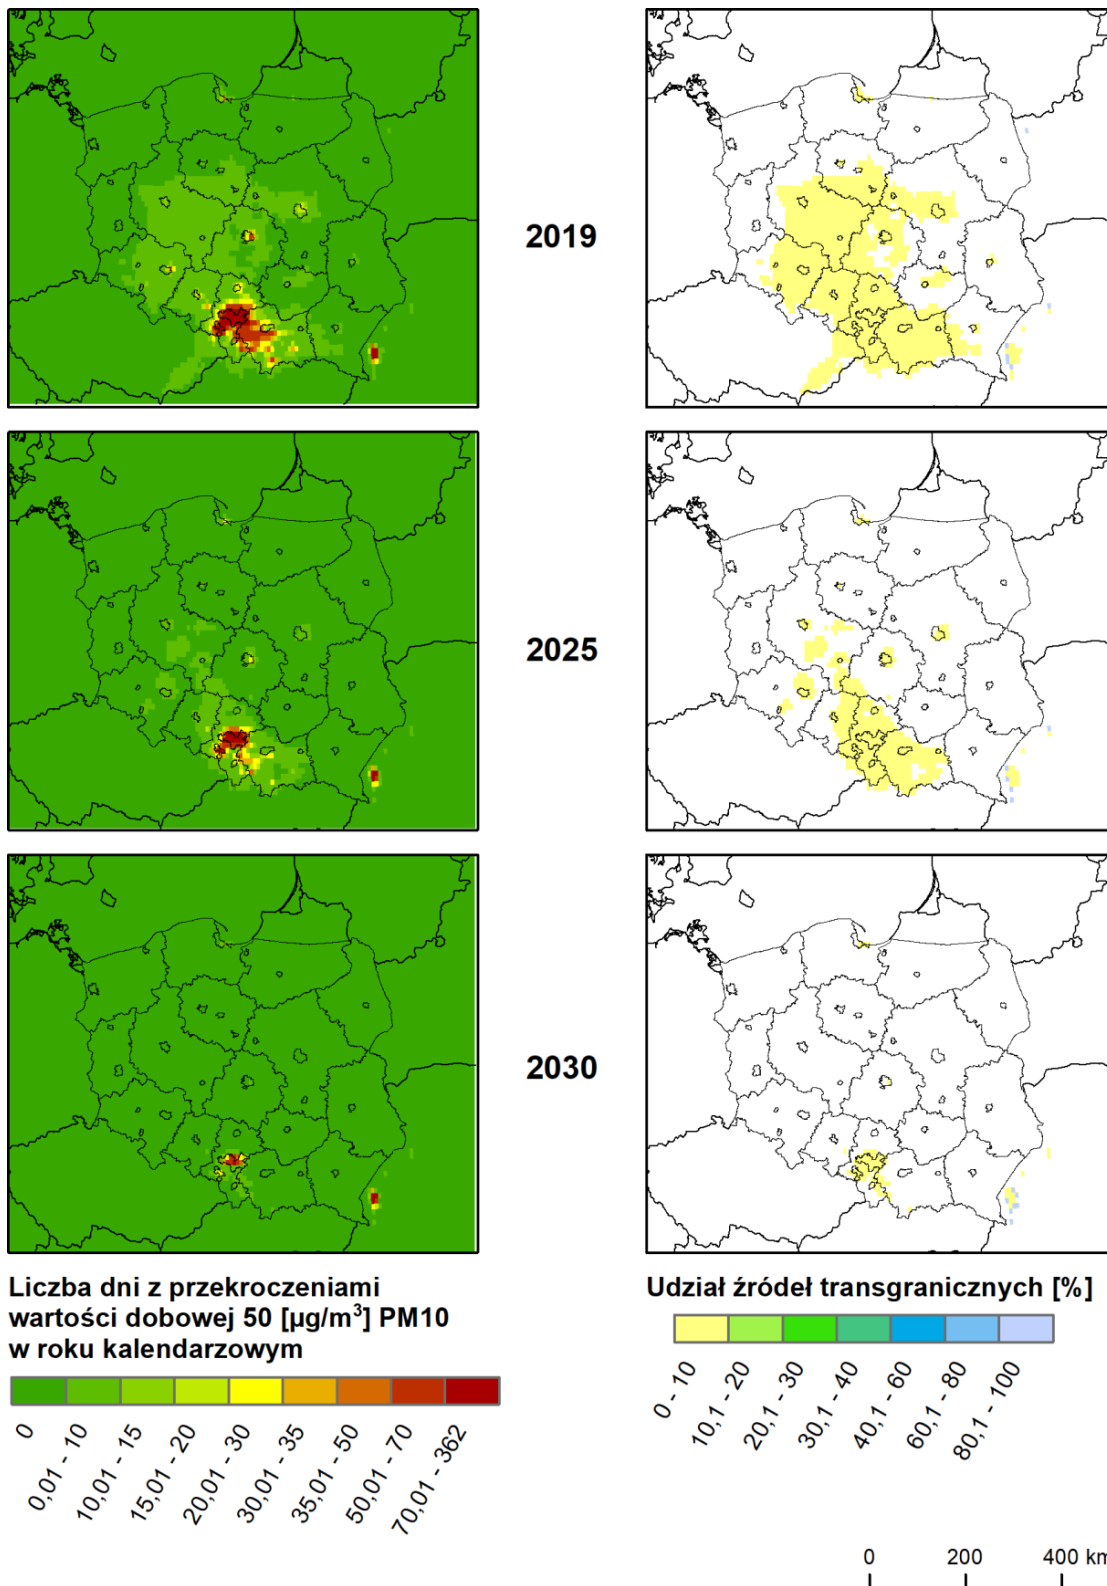 2019
2025
2030
Liczba dni z przekroczeniami
wartości dobowej 50 [µg/m³] PM10
w roku kalendarzowym
0
0,01 - 10
10,01 - 15
15,01 - 20
20,01 - 30
30,01 - 35
35,01 - 50
50,01 - 70
70,01 - 362
Udział źródeł transgranicznych [%]
0 - 10
10,1 - 20
20,1 - 30
30,1 - 40
40,1 - 60
60,1 - 80
80,1 - 100
0 200 400 km